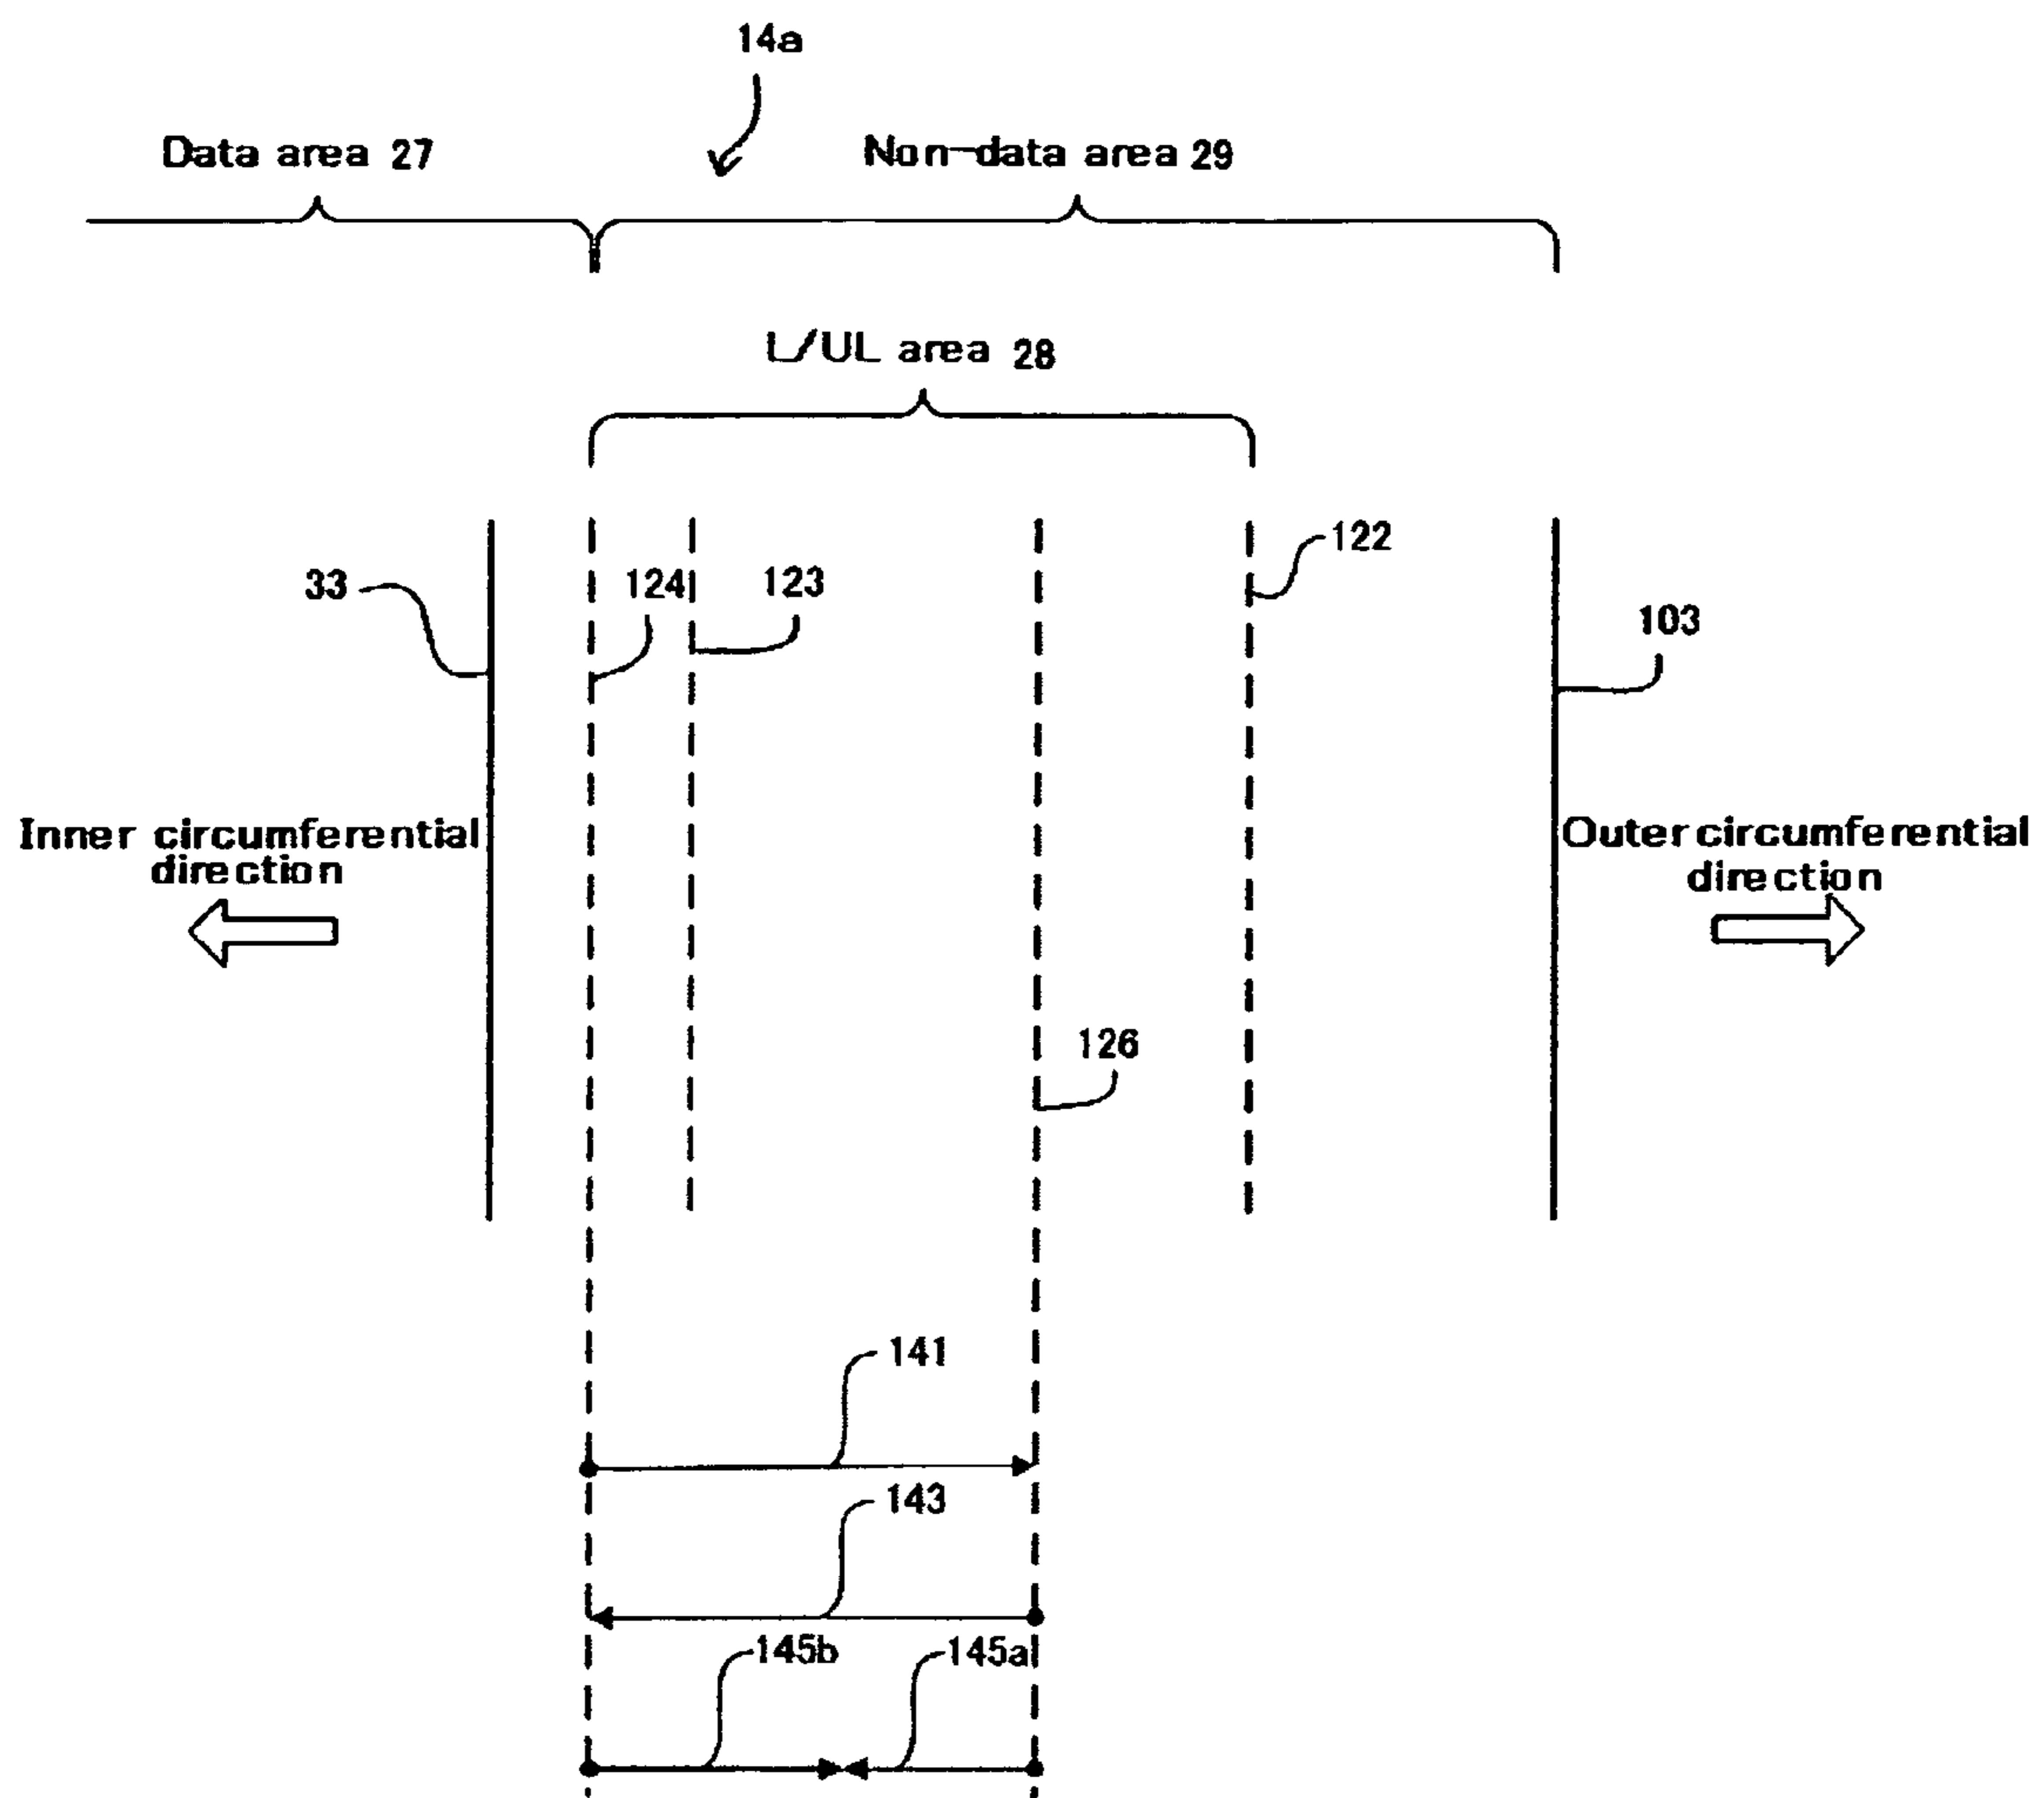 14a
Data area 27
Non-data area 29
L/UL area 28
122
33
124
123
103
Inner circumferential
direction
Outer circumferential
direction
126
141
143
145b
145a